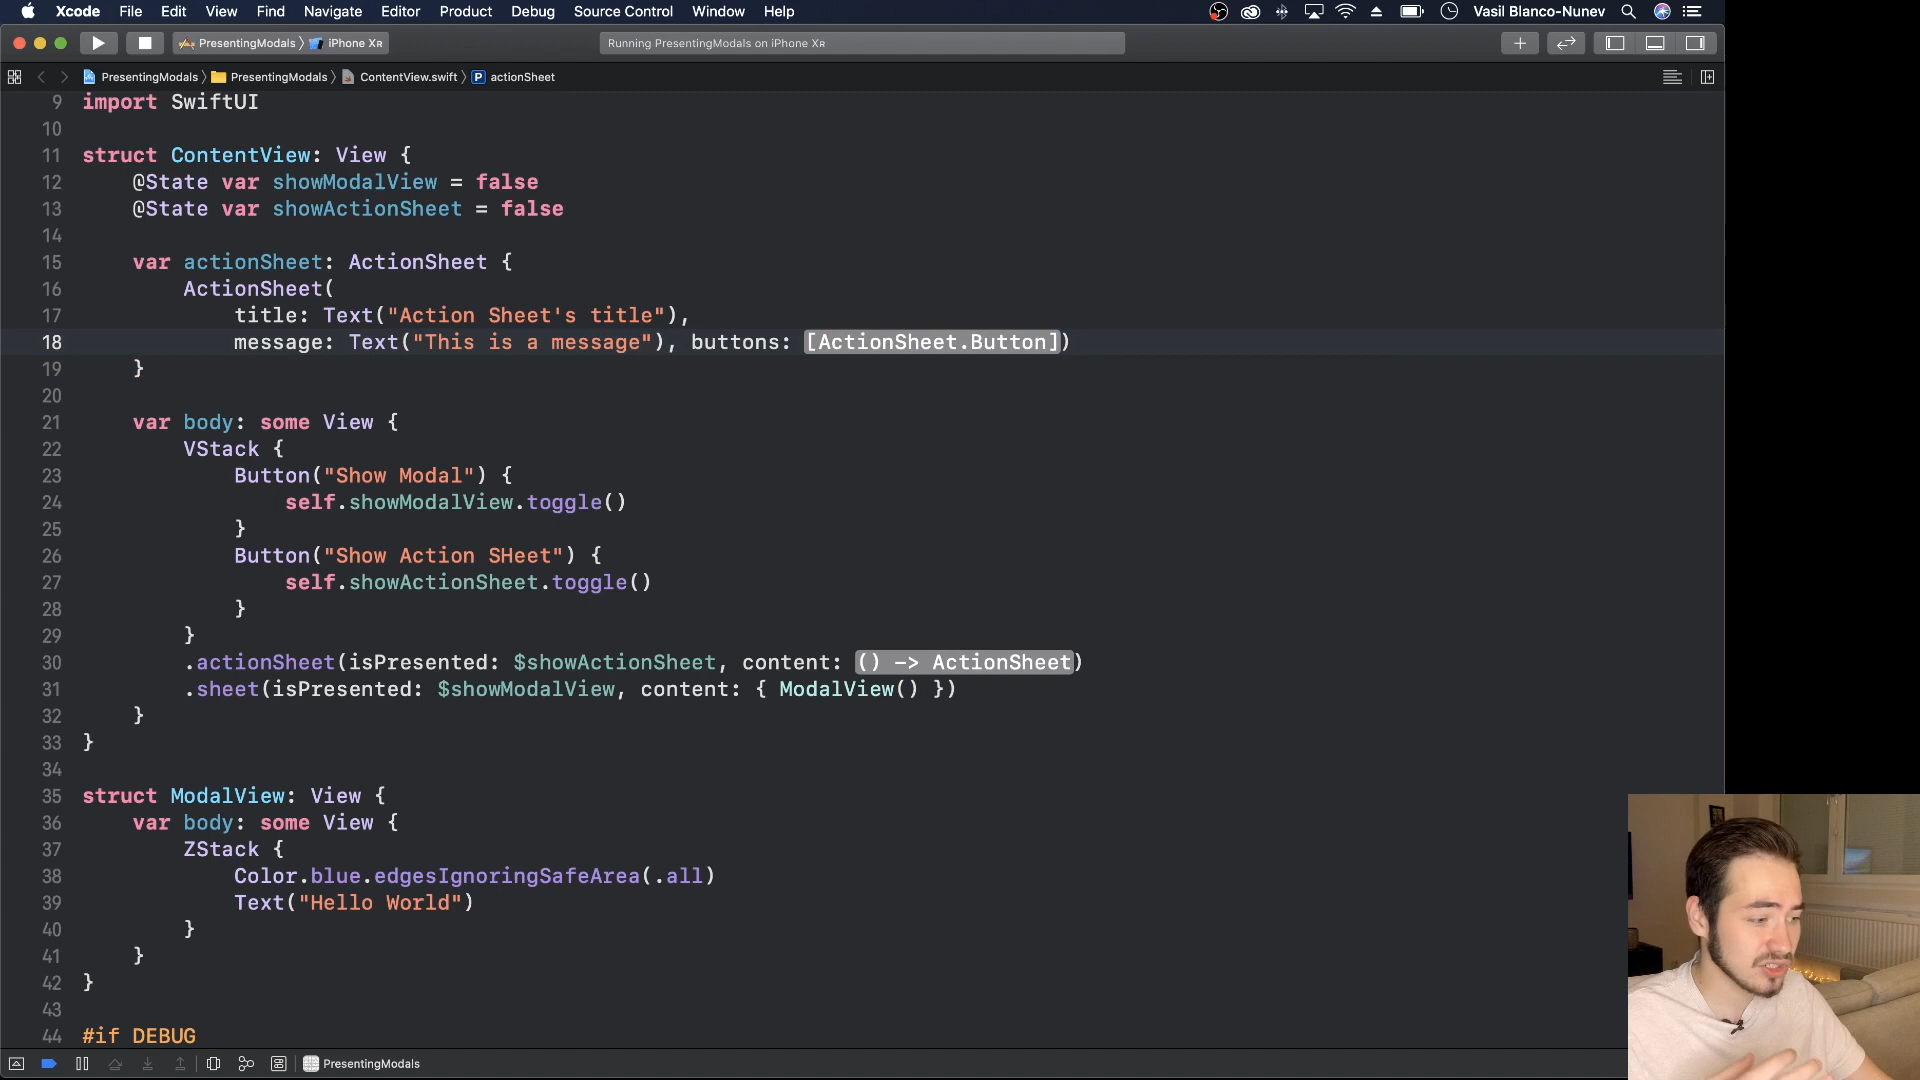 Xcode File Edit View Find Navigate Editor Product Debug Source Control Window Help Vasil Blanco-Nunev
PresentingModals iPhone Xʀ Running PresentingModals on iPhone Xʀ
PresentingModals PresentingModals ContentView.swift P actionSheet
9 import SwiftUI
10
11 struct ContentView: View {
12 @State var showModalView = false
13 @State var showActionSheet = false
14
15 var actionSheet: ActionSheet {
16 ActionSheet(
17 title: Text("Action Sheet's title"),
18 message: Text("This is a message"), buttons: [ActionSheet.Button])
19 }
20
21 var body: some View {
22 VStack {
23 Button("Show Modal") {
24 self.showModalView.toggle()
25 }
26 Button("Show Action SHeet") {
27 self.showActionSheet.toggle()
28 }
29 }
30 .actionSheet(isPresented: $showActionSheet, content: () -> ActionSheet)
31 .sheet(isPresented: $showModalView, content: { ModalView() })
32 }
33 }
34
35 struct ModalView: View {
36 var body: some View {
37 ZStack {
38 Color.blue.edgesIgnoringSafeArea(.all)
39 Text("Hello World")
40 }
41 }
42 }
43
44 #if DEBUG
PresentingModals